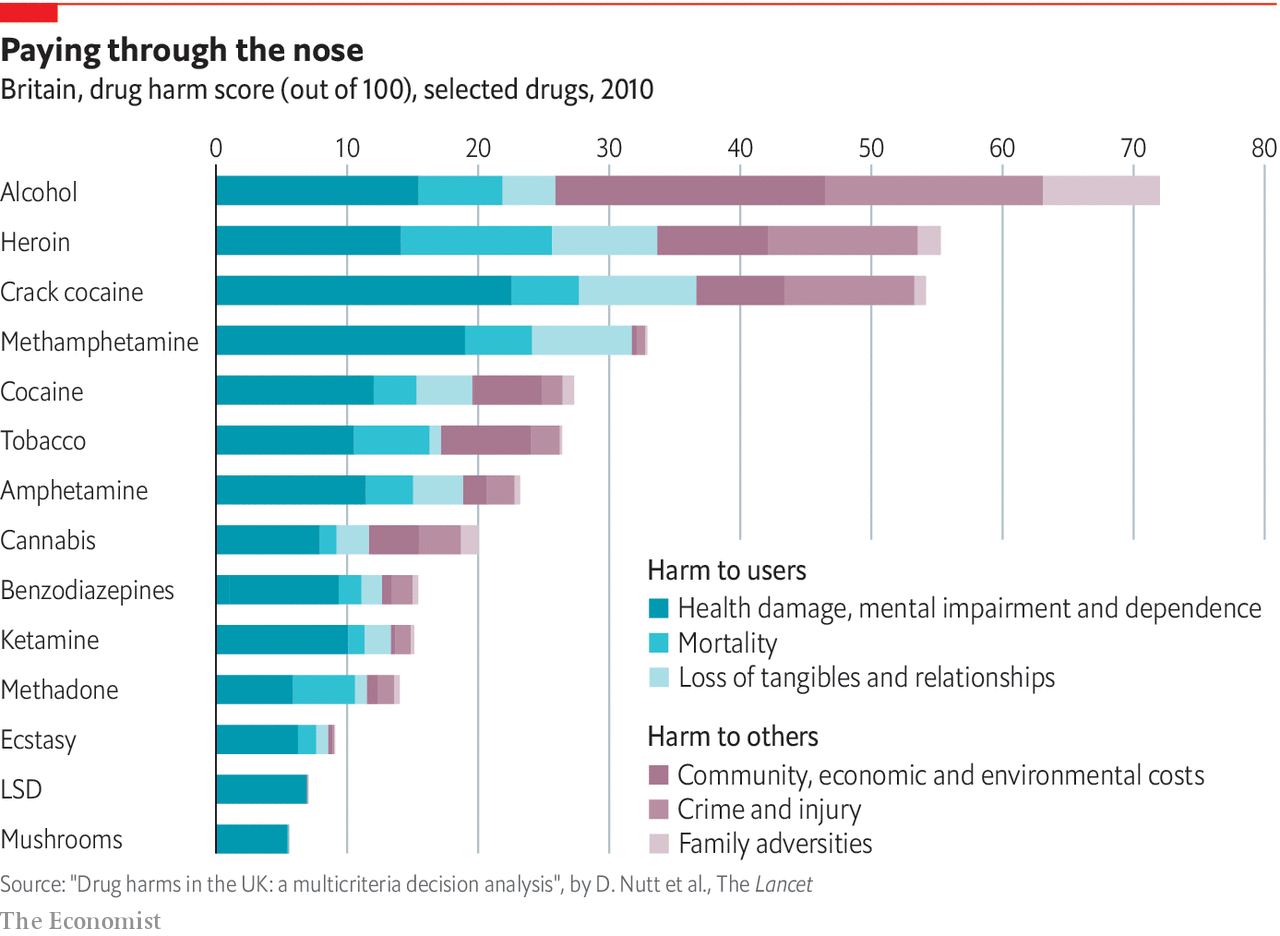 Paying through the nose
Britain, drug harm score (out of 100), selected drugs, 2010
0 10 20 30 40 50 60 70 80
Alcohol
Heroin
Crack cocaine
Methamphetamine
Cocaine
Tobacco
Amphetamine
Cannabis
Benzodiazepines
Ketamine
Methadone
Ecstasy
LSD
Mushrooms
Harm to users
Health damage, mental impairment and dependence
Mortality
Loss of tangibles and relationships
Harm to others
Community, economic and environmental costs
Crime and injury
Family adversities
Source: "Drug harms in the UK: a multicriteria decision analysis", by D. Nutt et al., The Lancet
The Economist